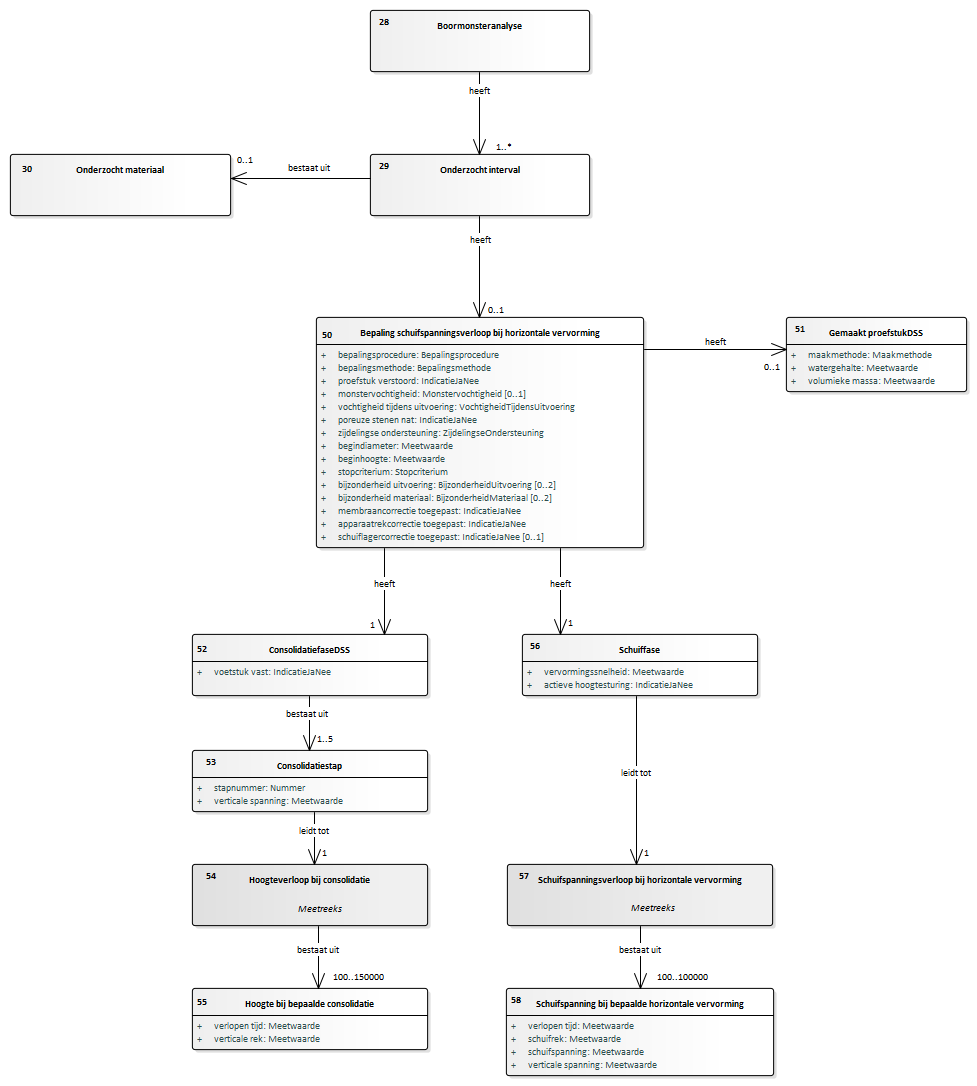 28 Boormonsteranalyse
heeft
1..*
30 Onderzocht materiaal
0..1
bestaat uit
29 Onderzocht interval
heeft
0..1
50 Bepaling schuifspanningsverloop bij horizontale vervorming
+ bepalingsprocedure: Bepalingsprocedure
+ bepalingsmethode: Bepalingsmethode
+ proefstuk verstoord: IndicatieJaNee
+ monstervochtigheid: Monstervochtigheid [0..1]
+ vochtigheid tijdens uitvoering: VochtigheidTijdensUitvoering
+ poreuze stenen nat: IndicatieJaNee
+ zijdelingse ondersteuning: ZijdelingseOndersteuning
+ begindiameter: Meetwaarde
+ beginhoogte: Meetwaarde
+ stopcriterium: Stopcriterium
+ bijzonderheid uitvoering: BijzonderheidUitvoering [0..2]
+ bijzonderheid materiaal: BijzonderheidMateriaal [0..2]
+ membraancorrectie toegepast: IndicatieJaNee
+ apparaatrekcorrectie toegepast: IndicatieJaNee
+ schuiflagercorrectie toegepast: IndicatieJaNee [0..1]
heeft
0..1
51 Gemaakt proefstukDSS
+ maakmethode: Maakmethode
+ watergehalte: Meetwaarde
+ volumieke massa: Meetwaarde
heeft
1
heeft
1
52 ConsolidatiefaseDSS
+ voetstuk vast: IndicatieJaNee
56 Schuiffase
+ vervormingssnelheid: Meetwaarde
+ actieve hoogtesturing: IndicatieJaNee
bestaat uit
1..5
53 Consolidatiestap
+ stapnummer: Nummer
+ verticale spanning: Meetwaarde
leidt tot
1
leidt tot
1
54 Hoogteverloop bij consolidatie
Meetreeks
57 Schuifspanningsverloop bij horizontale vervorming
Meetreeks
bestaat uit
100..150000
bestaat uit
100..100000
55 Hoogte bij bepaalde consolidatie
+ verlopen tijd: Meetwaarde
+ verticale rek: Meetwaarde
58 Schuifspanning bij bepaalde horizontale vervorming
+ verlopen tijd: Meetwaarde
+ schuifrek: Meetwaarde
+ schuifspanning: Meetwaarde
+ verticale spanning: Meetwaarde